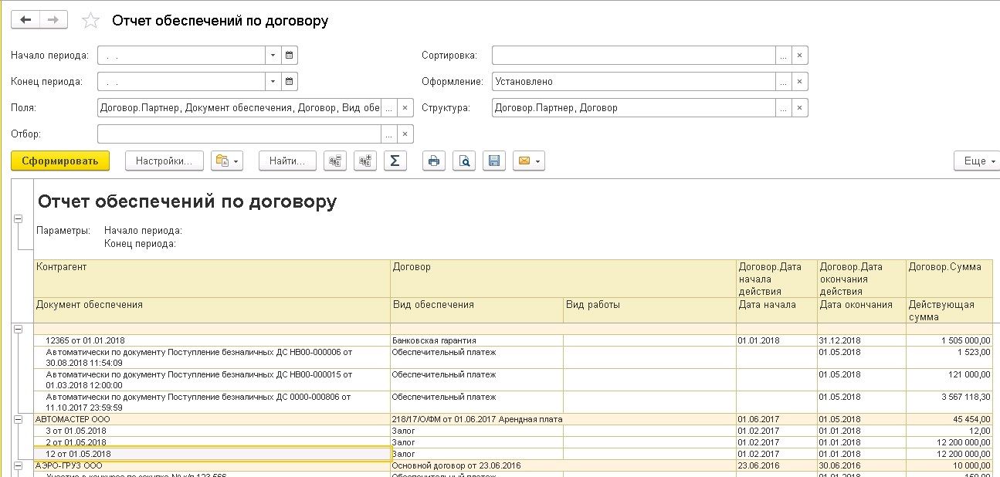 Отчет обеспечений по договору
Начало периода: . .
Сортировка:
Конец периода: . .
Оформление: Установлено
Поля: Договор.Партнер, Документ обеспечения, Договор, Вид обе
Структура: Договор.Партнер, Договор
Отбор:
Сформировать Настройки... Найти... Σ Еще
Отчет обеспечений по договору
Параметры: Начало периода:
Конец периода:
Контрагент Договор Договор.Дата начала действия Договор.Дата окончания действия Договор.Сумма
Документ обеспечения Вид обеспечения Вид работы Дата начала Дата окончания Действующая сумма
12365 от 01.01.2018 Банковская гарантия 01.01.2018 31.12.2018 1 505 000,00
Автоматически по документу Поступление безналичных ДС НВ00-000006 от Обеспечительный платеж 01.05.2018 1 523,00
30.08.2018 11:54:09
Автоматически по документу Поступление безналичных ДС НВ00-000015 от Обеспечительный платеж 01.05.2018 121 000,00
01.03.2018 12:00:00
Автоматически по документу Поступление безналичных ДС 0000-000806 от Обеспечительный платеж 01.05.2018 3 567 118,30
11.10.2017 23:59:59
АВТОМАСТЕР ООО 218/17/О/ФМ от 01.06.2017 Арендная плата 01.06.2017 01.05.2018 45 454,00
3 от 01.05.2018 Залог 01.02.2017 01.05.2018 12,00
2 от 01.05.2018 Залог 01.02.2017 01.01.2018 12 200 000,00
12 от 01.05.2018 Залог 01.02.2017 01.01.2018 12 200 000,00
АЭРО-ГРУЗ ООО Основной договор от 23.06.2016 23.06.2016 30.06.2016 10 000,00